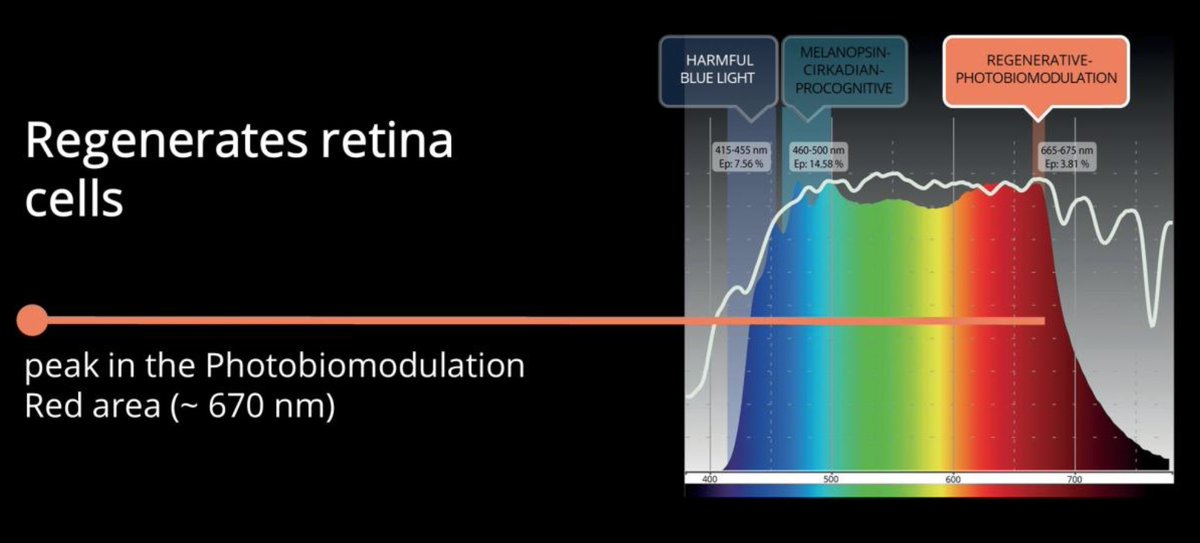 Regenerates retina
cells
peak in the Photobiomodulation
Red area (~ 670 nm)
HARMFUL
BLUE LIGHT
MELANOPSIN-
CIRKADIAN-
PROCOGNITIVE
REGENERATIVE-
PHOTOBIOMODULATION
415-455 nm
Ep: 7.56 %
460-500 nm
Ep: 14.58 %
665-675 nm
Ep: 3.81 %
400
500
600
700